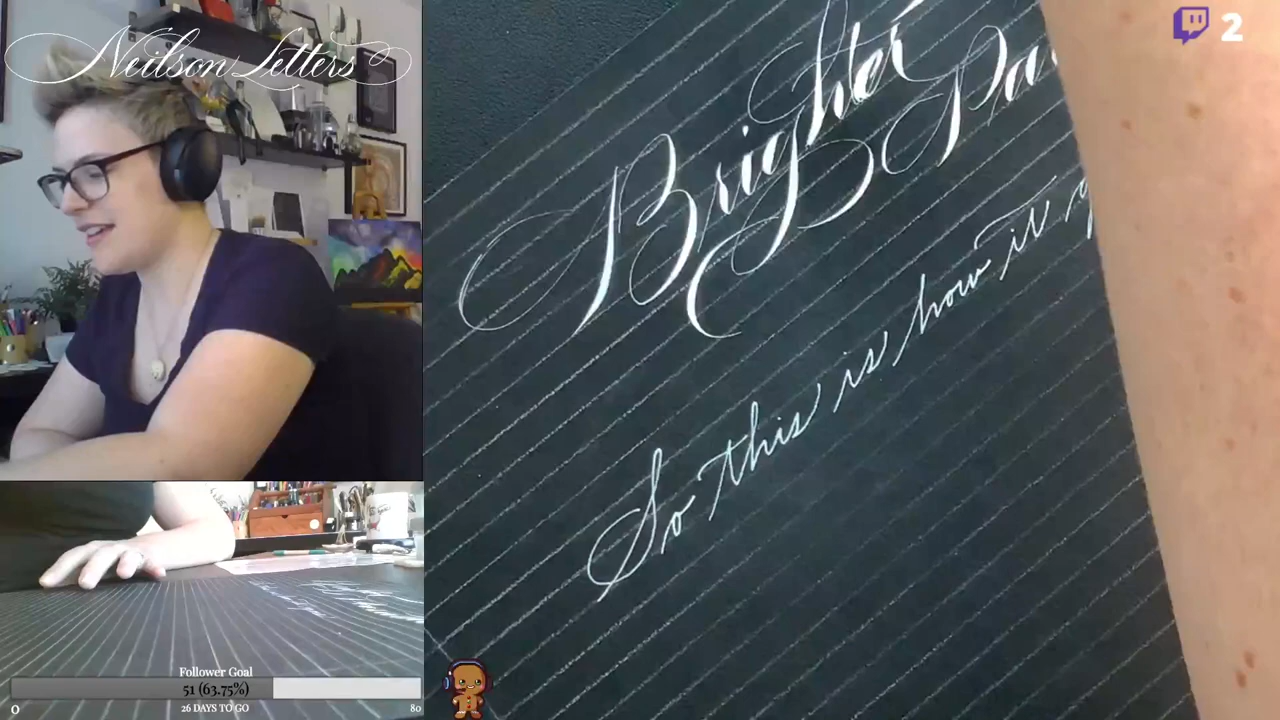 Neilson Letters
2
Brighter
So this is how it
Follower Goal
51 (63.75%)
0
26 DAYS TO GO
80